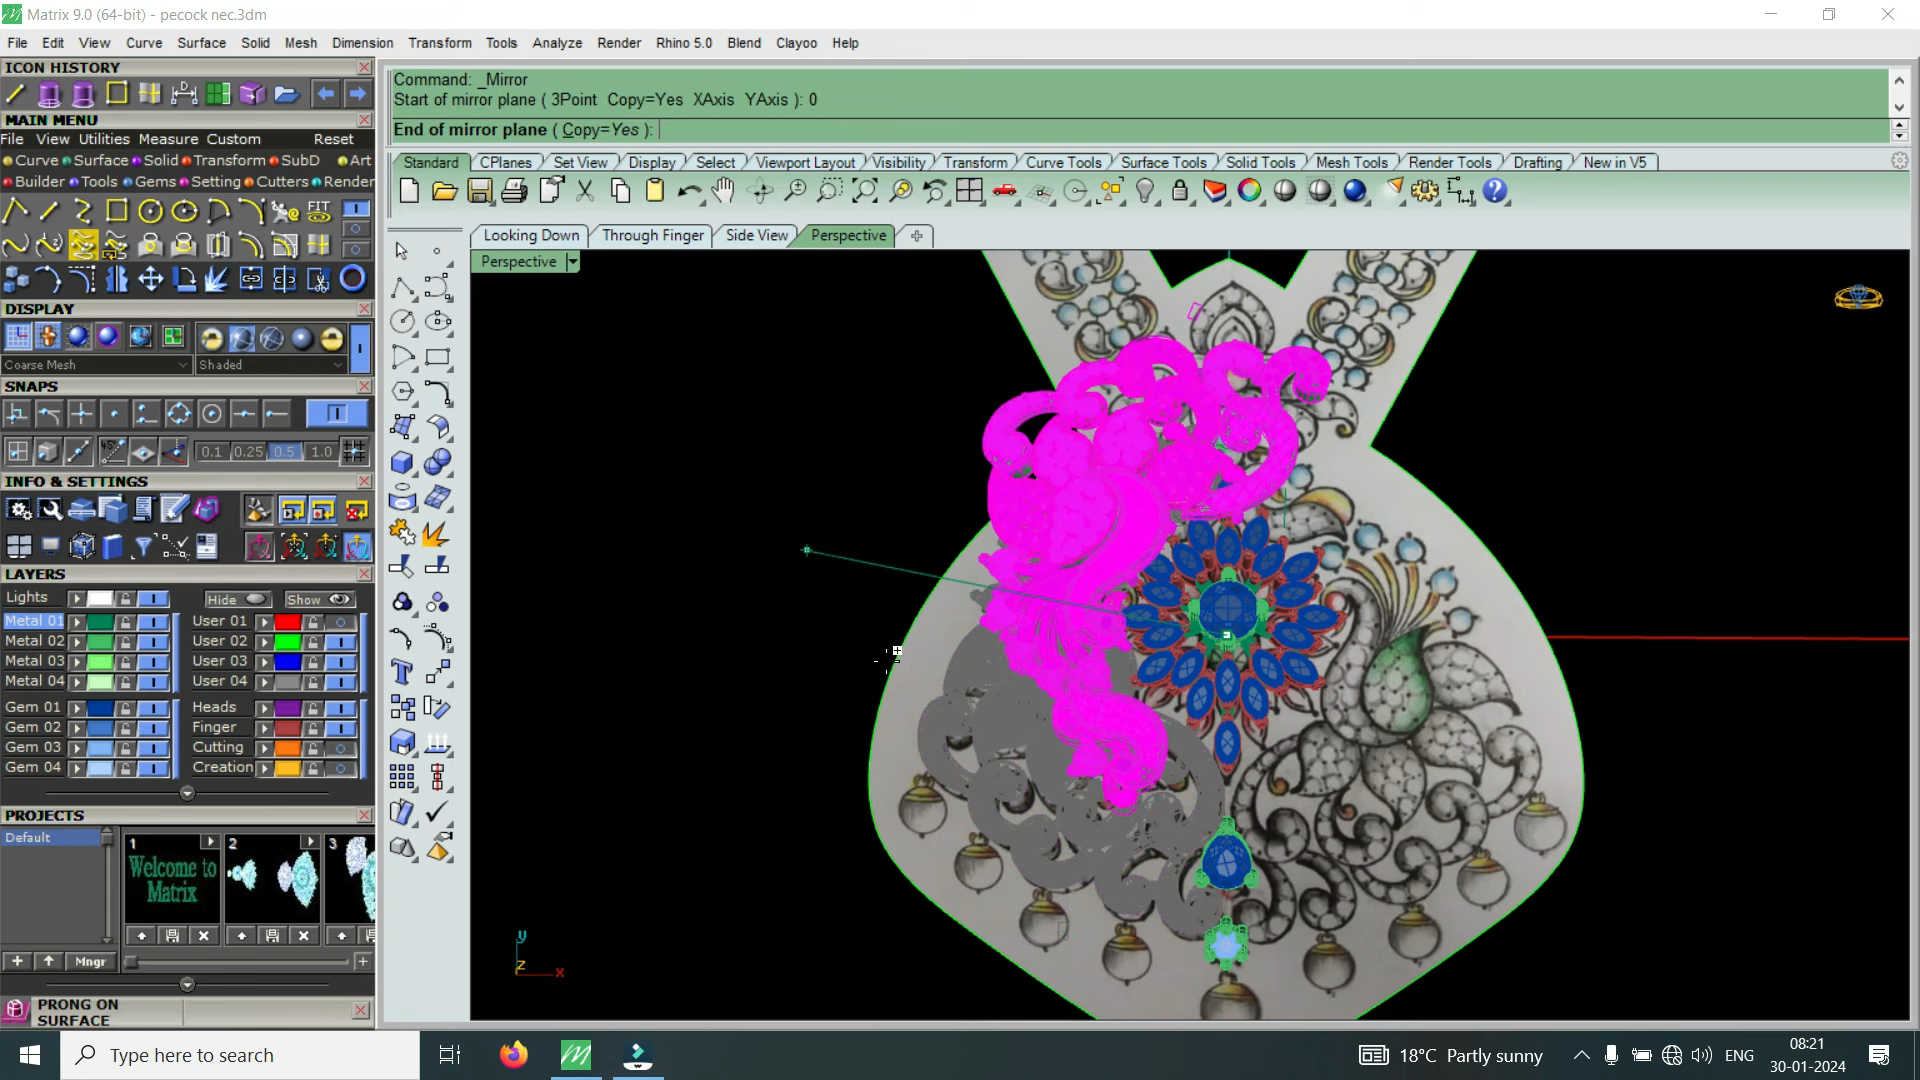 Matrix 9.0 (64-bit) - pecock nec.3dm
File Edit View Curve Surface Solid Mesh Dimension Transform Tools Analyze Render Rhino 5.0 Blend Clayoo Help
ICON HISTORY
MAIN MENU
File View Utilities Measure Custom Reset
Curve Surface Solid Transform SubD Art
Builder Tools Gems Setting Cutters Render
FIT
DISPLAY
Coarse Mesh Shaded
SNAPS
0.1 0.25 0.5 1.0
INFO & SETTINGS
LAYERS
Lights Hide Show
Metal 01 User 01
Metal 02 User 02
Metal 03 User 03
Metal 04 User 04
Gem 01 Heads
Gem 02 Finger
Gem 03 Cutting
Gem 04 Creation
PROJECTS
Default
1 2 3
Welcome to
Matrix
Mngr
PRONG ON
SURFACE
Command: _Mirror
Start of mirror plane ( 3Point Copy=Yes XAxis YAxis ): 0
End of mirror plane ( Copy=Yes ):
Standard CPlanes Set View Display Select Viewport Layout Visibility Transform Curve Tools Surface Tools Solid Tools Mesh Tools Render Tools Drafting New in V5
Looking Down Through Finger Side View Perspective
Perspective
y
z x
Type here to search
18°C Partly sunny
ENG
08:21
30-01-2024